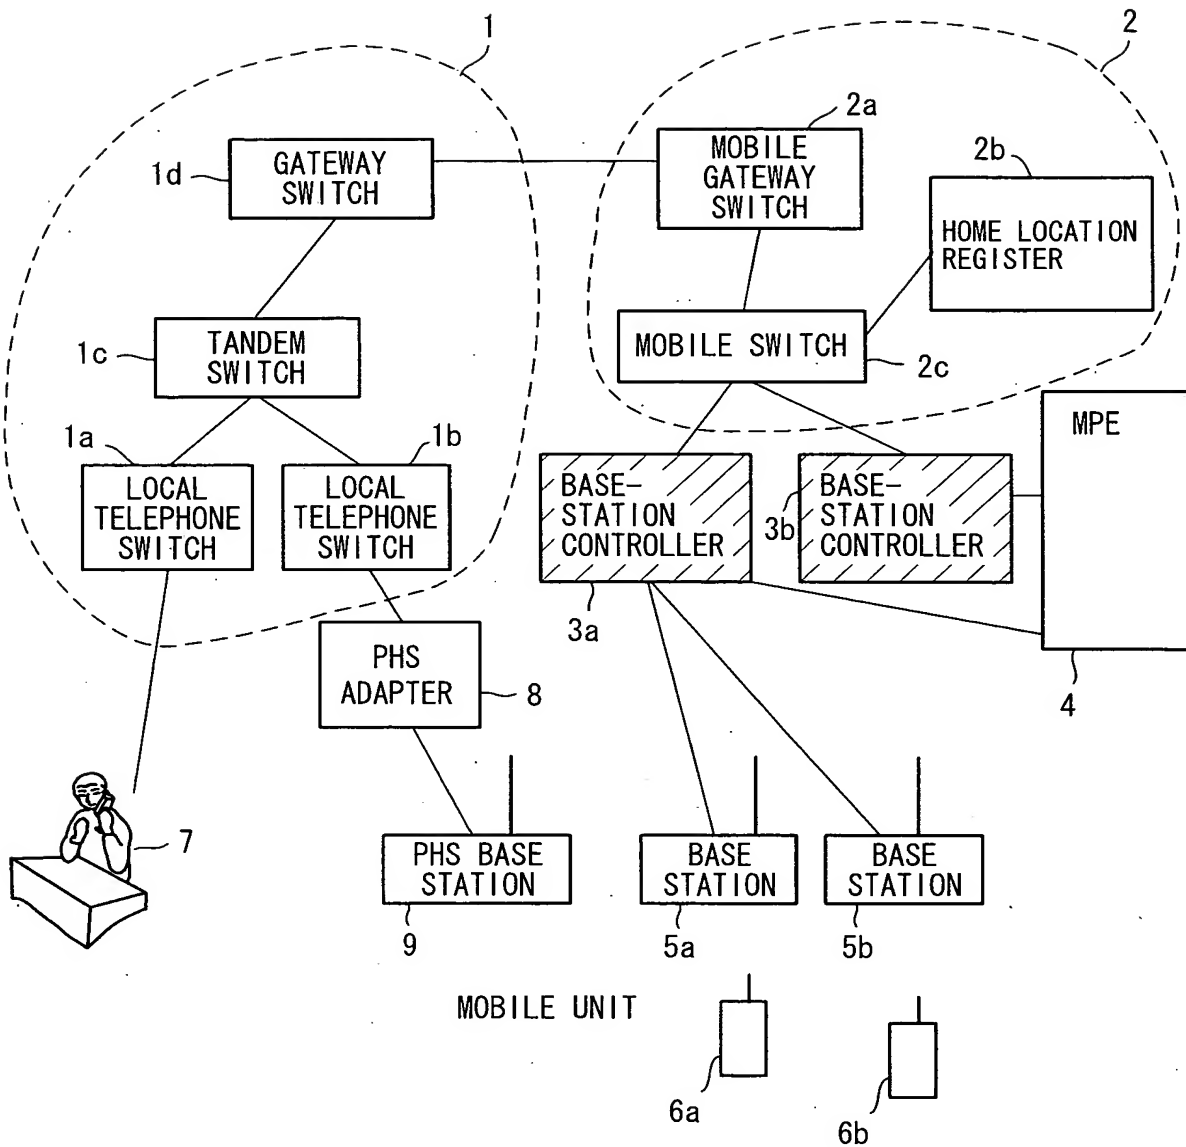 1
2
2a
1d
GATEWAY
SWITCH
MOBILE
GATEWAY
SWITCH
2b
HOME LOCATION
REGISTER
1c
TANDEM
SWITCH
MOBILE SWITCH
2c
1a
1b
MPE
LOCAL
TELEPHONE
SWITCH
LOCAL
TELEPHONE
SWITCH
BASE-
STATION
CONTROLLER
3b
BASE-
STATION
CONTROLLER
3a
PHS
ADAPTER
8
4
7
PHS BASE
STATION
BASE
STATION
BASE
STATION
9
5a
5b
MOBILE UNIT
6a
6b